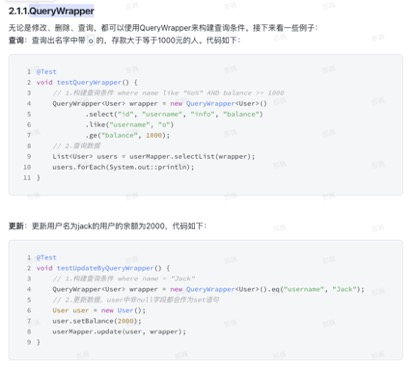 2.1.1.QueryWrapper
无论是修改、删除、查询，都可以使用QueryWrapper来构建查询条件。接下来看一些例子：
查询：查询出名字中带 o 的，存款大于等于1000元的人。代码如下：
1 @Test
2 void testQueryWrapper() {
3 // 1.构建查询条件 where name like "%o%" AND balance >= 1000
4 QueryWrapper<User> wrapper = new QueryWrapper<User>()
5 .select("id", "username", "info", "balance")
6 .like("username", "o")
7 .ge("balance", 1000);
8 // 2.查询数据
9 List<User> users = userMapper.selectList(wrapper);
10 users.forEach(System.out::println);
11 }
更新：更新用户名为jack的用户的余额为2000，代码如下：
1 @Test
2 void testUpdateByQueryWrapper() {
3 // 1.构建查询条件 where name = "Jack"
4 QueryWrapper<User> wrapper = new QueryWrapper<User>().eq("username", "Jack");
5 // 2.更新数据，user中非null字段都会作为set语句
6 User user = new User();
7 user.setBalance(2000);
8 userMapper.update(user, wrapper);
9 }